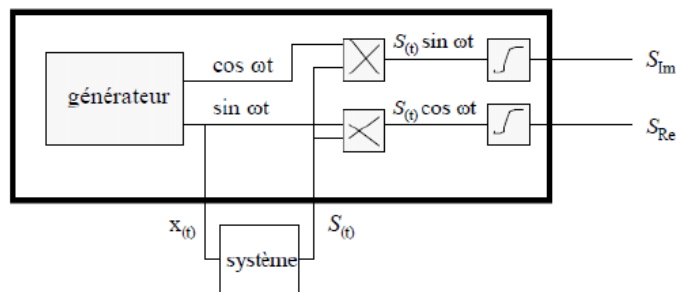 générateur
cos ωt
sin ωt
S(t) sin ωt
S(t) cos ωt
SIm
SRe
x(t)
S(t)
système